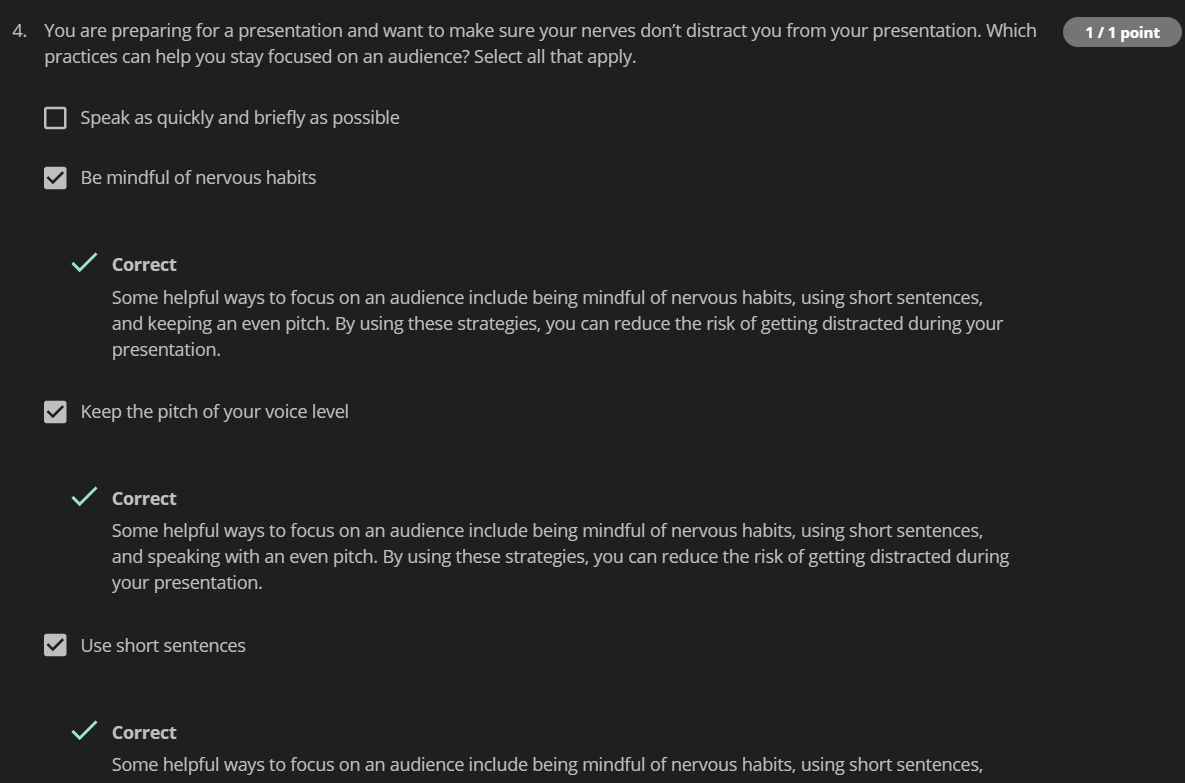 4. You are preparing for a presentation and want to make sure your nerves don’t distract you from your presentation. Which
1 / 1 point
practices can help you stay focused on an audience? Select all that apply.
Speak as quickly and briefly as possible
Be mindful of nervous habits
Correct
Some helpful ways to focus on an audience include being mindful of nervous habits, using short sentences,
and keeping an even pitch. By using these strategies, you can reduce the risk of getting distracted during your
presentation.
Keep the pitch of your voice level
Correct
Some helpful ways to focus on an audience include being mindful of nervous habits, using short sentences,
and speaking with an even pitch. By using these strategies, you can reduce the risk of getting distracted during
your presentation.
Use short sentences
Correct
Some helpful ways to focus on an audience include being mindful of nervous habits, using short sentences,